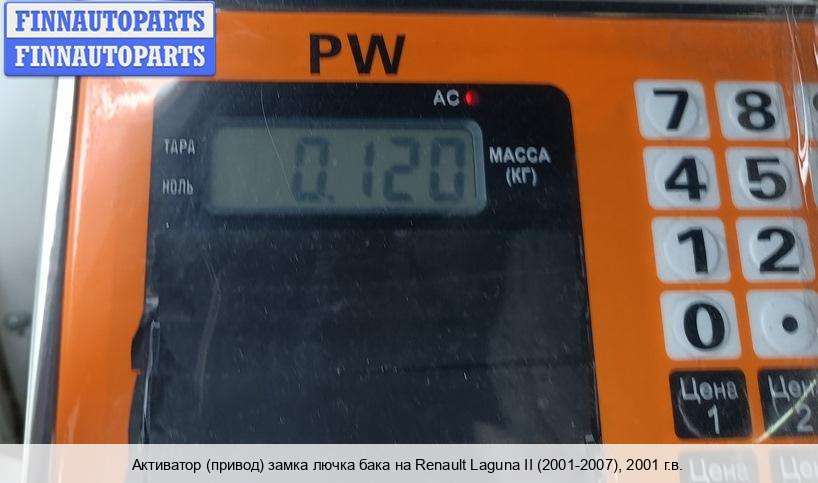 FINNAUTOPARTS
FINNAUTOPARTS
PW
AC
ТАРА
НОЛЬ
0.120
МАССА
(КГ)
7 8
4 5
1 2
0 •
Цена
1
Цен
2
Цена
Активатор (привод) замка лючка бака на Renault Laguna II (2001-2007), 2001 г.в.